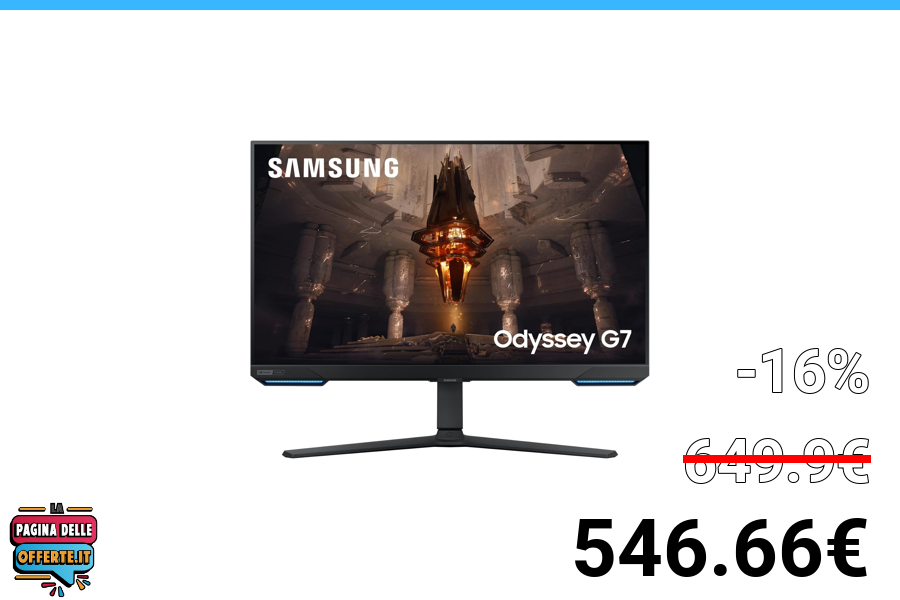 SAMSUNG
Odyssey G7
-16%
649.9€
546.66€
LA
PAGINA DELLE
OFFERTE.IT